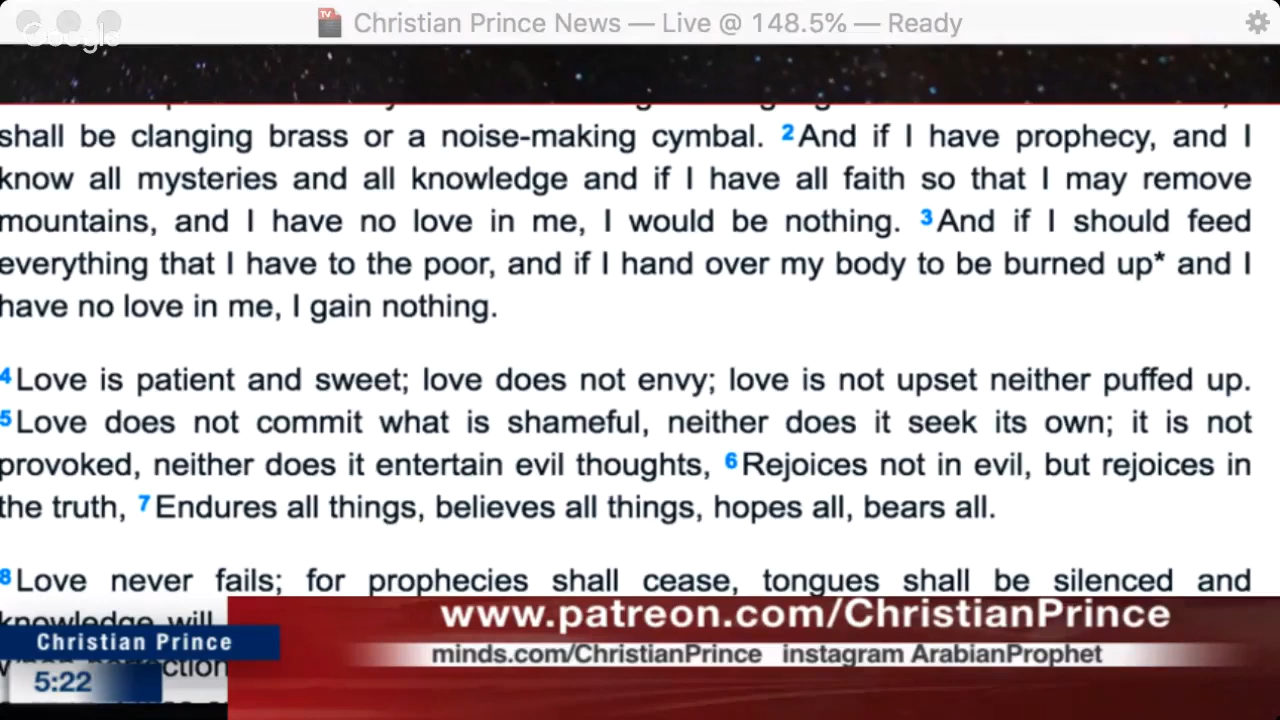 TV Christian Prince News — Live @ 148.5% — Ready
Google
shall be clanging brass or a noise-making cymbal. 2And if I have prophecy, and I
know all mysteries and all knowledge and if I have all faith so that I may remove
mountains, and I have no love in me, I would be nothing. 3And if I should feed
everything that I have to the poor, and if I hand over my body to be burned up* and I
have no love in me, I gain nothing.
4Love is patient and sweet; love does not envy; love is not upset neither puffed up.
5Love does not commit what is shameful, neither does it seek its own; it is not
provoked, neither does it entertain evil thoughts, 6Rejoices not in evil, but rejoices in
the truth, 7Endures all things, believes all things, hopes all, bears all.
8Love never fails; for prophecies shall cease, tongues shall be silenced and
knowledge will
www.patreon.com/ChristianPrince
Christian Prince
minds.com/ChristianPrince instagram ArabianProphet
5:22